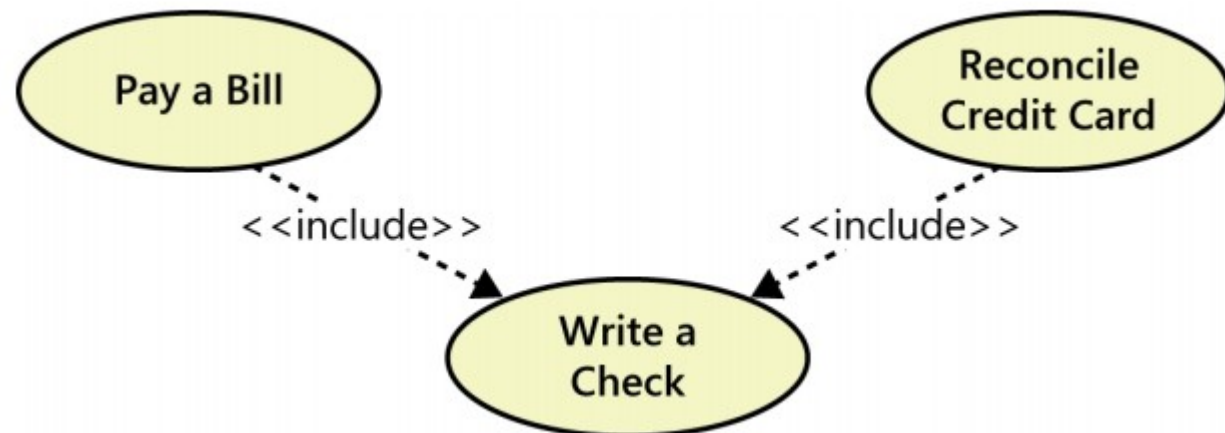 Pay a Bill
Reconcile
Credit Card
<<include>>
<<include>>
Write a
Check